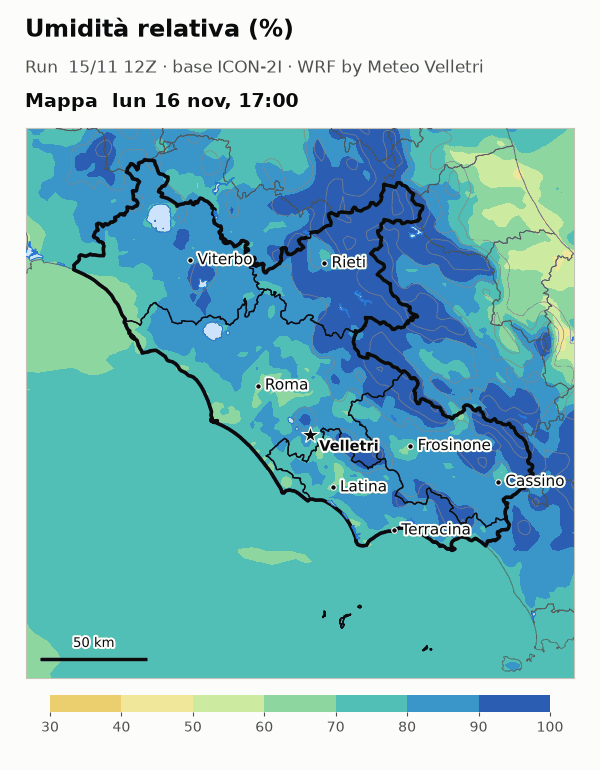 Umidità relativa (%)
Run 15/11 12Z · base ICON-2I · WRF by Meteo Velletri
Mappa lun 16 nov, 17:00
Viterbo
Rieti
Roma
Velletri
Frosinone
Cassino
Latina
Terracina
50 km
30 40 50 60 70 80 90 100